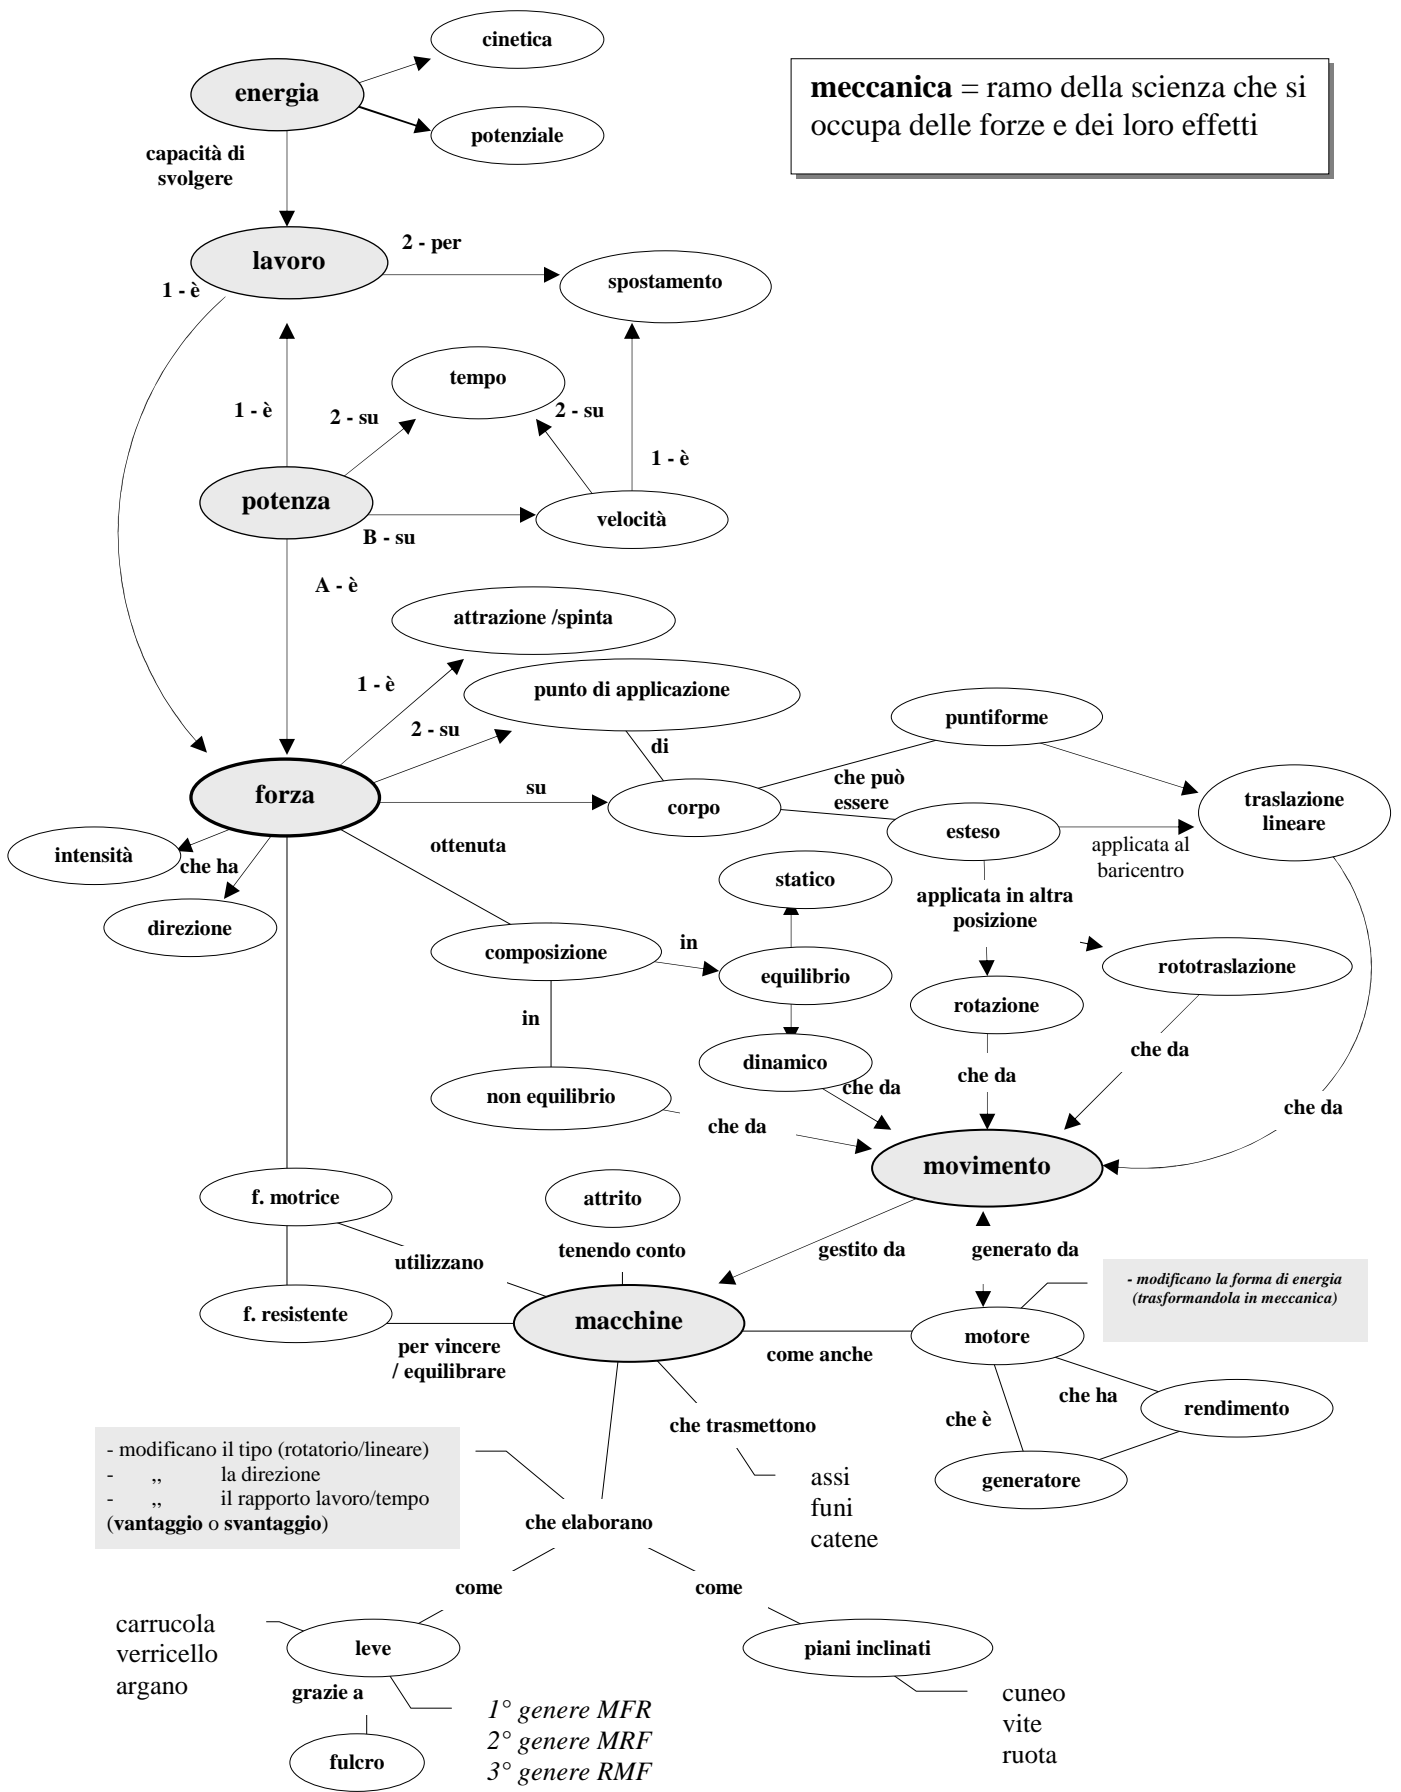 cinetica
energia
meccanica = ramo della scienza che si
occupa delle forze e dei loro effetti
potenziale
capacità di
svolgere
2 - per
lavoro
spostamento
1 - è
tempo
1 - è
2 - su
2 - su
1 - è
potenza
velocità
B - su
A - è
attrazione /spinta
1 - è
punto di applicazione
2 - su
puntiforme
di
che può
essere
su
forza
corpo
traslazione
lineare
esteso
ottenuta
intensità
che ha
applicata al
baricentro
statico
applicata in altra
posizione
direzione
composizione
in
equilibrio
rototraslazione
rotazione
in
dinamico
che da
che da
che da
non equilibrio
che da
che da
movimento
f. motrice
attrito
utilizzano
tenendo conto
gestito da
generato da
- modificano la forma di energia
(trasformandola in meccanica)
f. resistente
macchine
motore
per vincere
/ equilibrare
come anche
che ha
rendimento
che è
che trasmettono
- modificano il tipo (rotatorio/lineare)
- „ la direzione
- „ il rapporto lavoro/tempo
(vantaggio o svantaggio)
generatore
assi
funi
catene
che elaborano
come
come
carrucola
verricello
argano
leve
piani inclinati
grazie a
1° genere MFR
2° genere MRF
3° genere RMF
cuneo
vite
ruota
fulcro